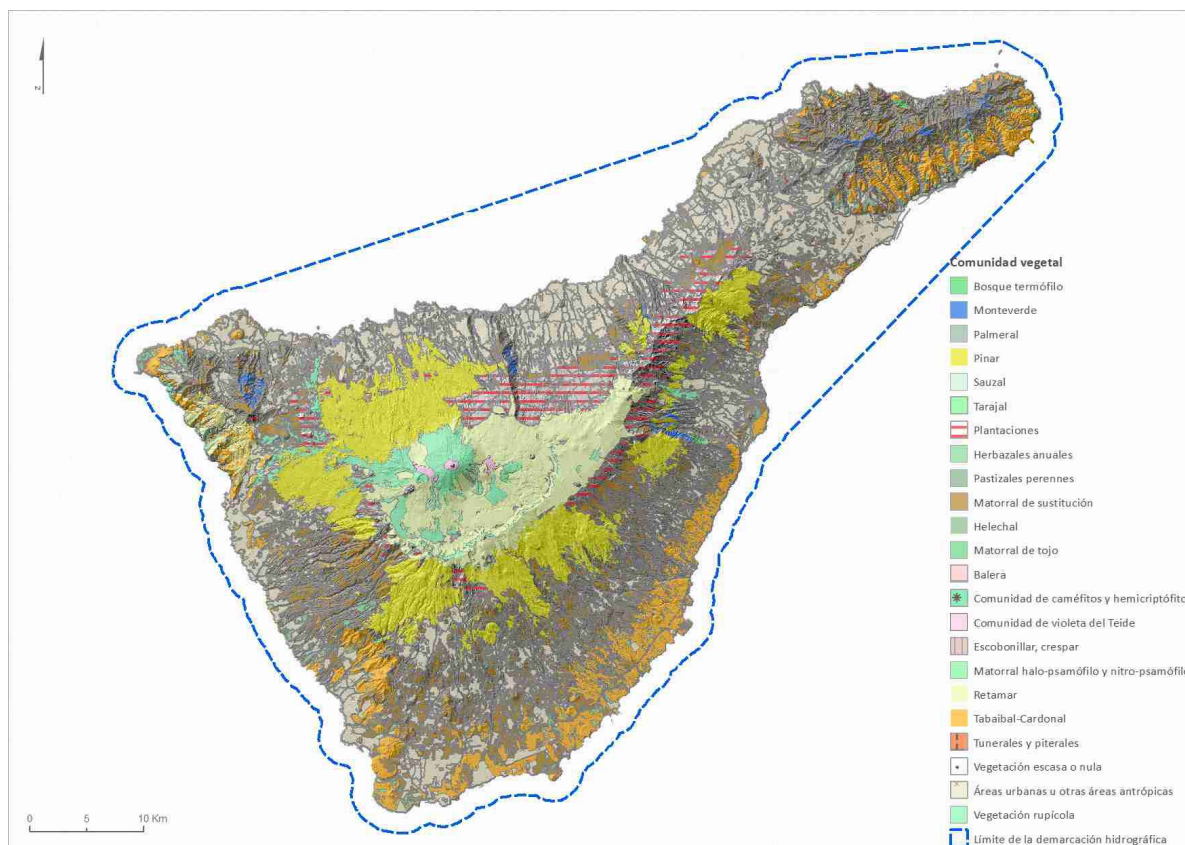 Z
Comunidad vegetal
Bosque termófilo
Monteverde
Palmeral
Pinar
Sauzal
Tarajal
Plantaciones
Herbazales anuales
Pastizales perennes
Matorral de sustitución
Helechal
Matorral de tojo
Balera
Comunidad de caméfitos y hemicriptófito
Comunidad de violeta del Teide
Escobonillar, crespar
Matorral halo-psamófilo y nitro-psamófilo
Retamar
Tabaibal-Cardonal
Tunerales y piterales
Vegetación escasa o nula
Áreas urbanas u otras áreas antrópicas
Vegetación rupícola
Límite de la demarcación hidrográfica
0 5 10 Km